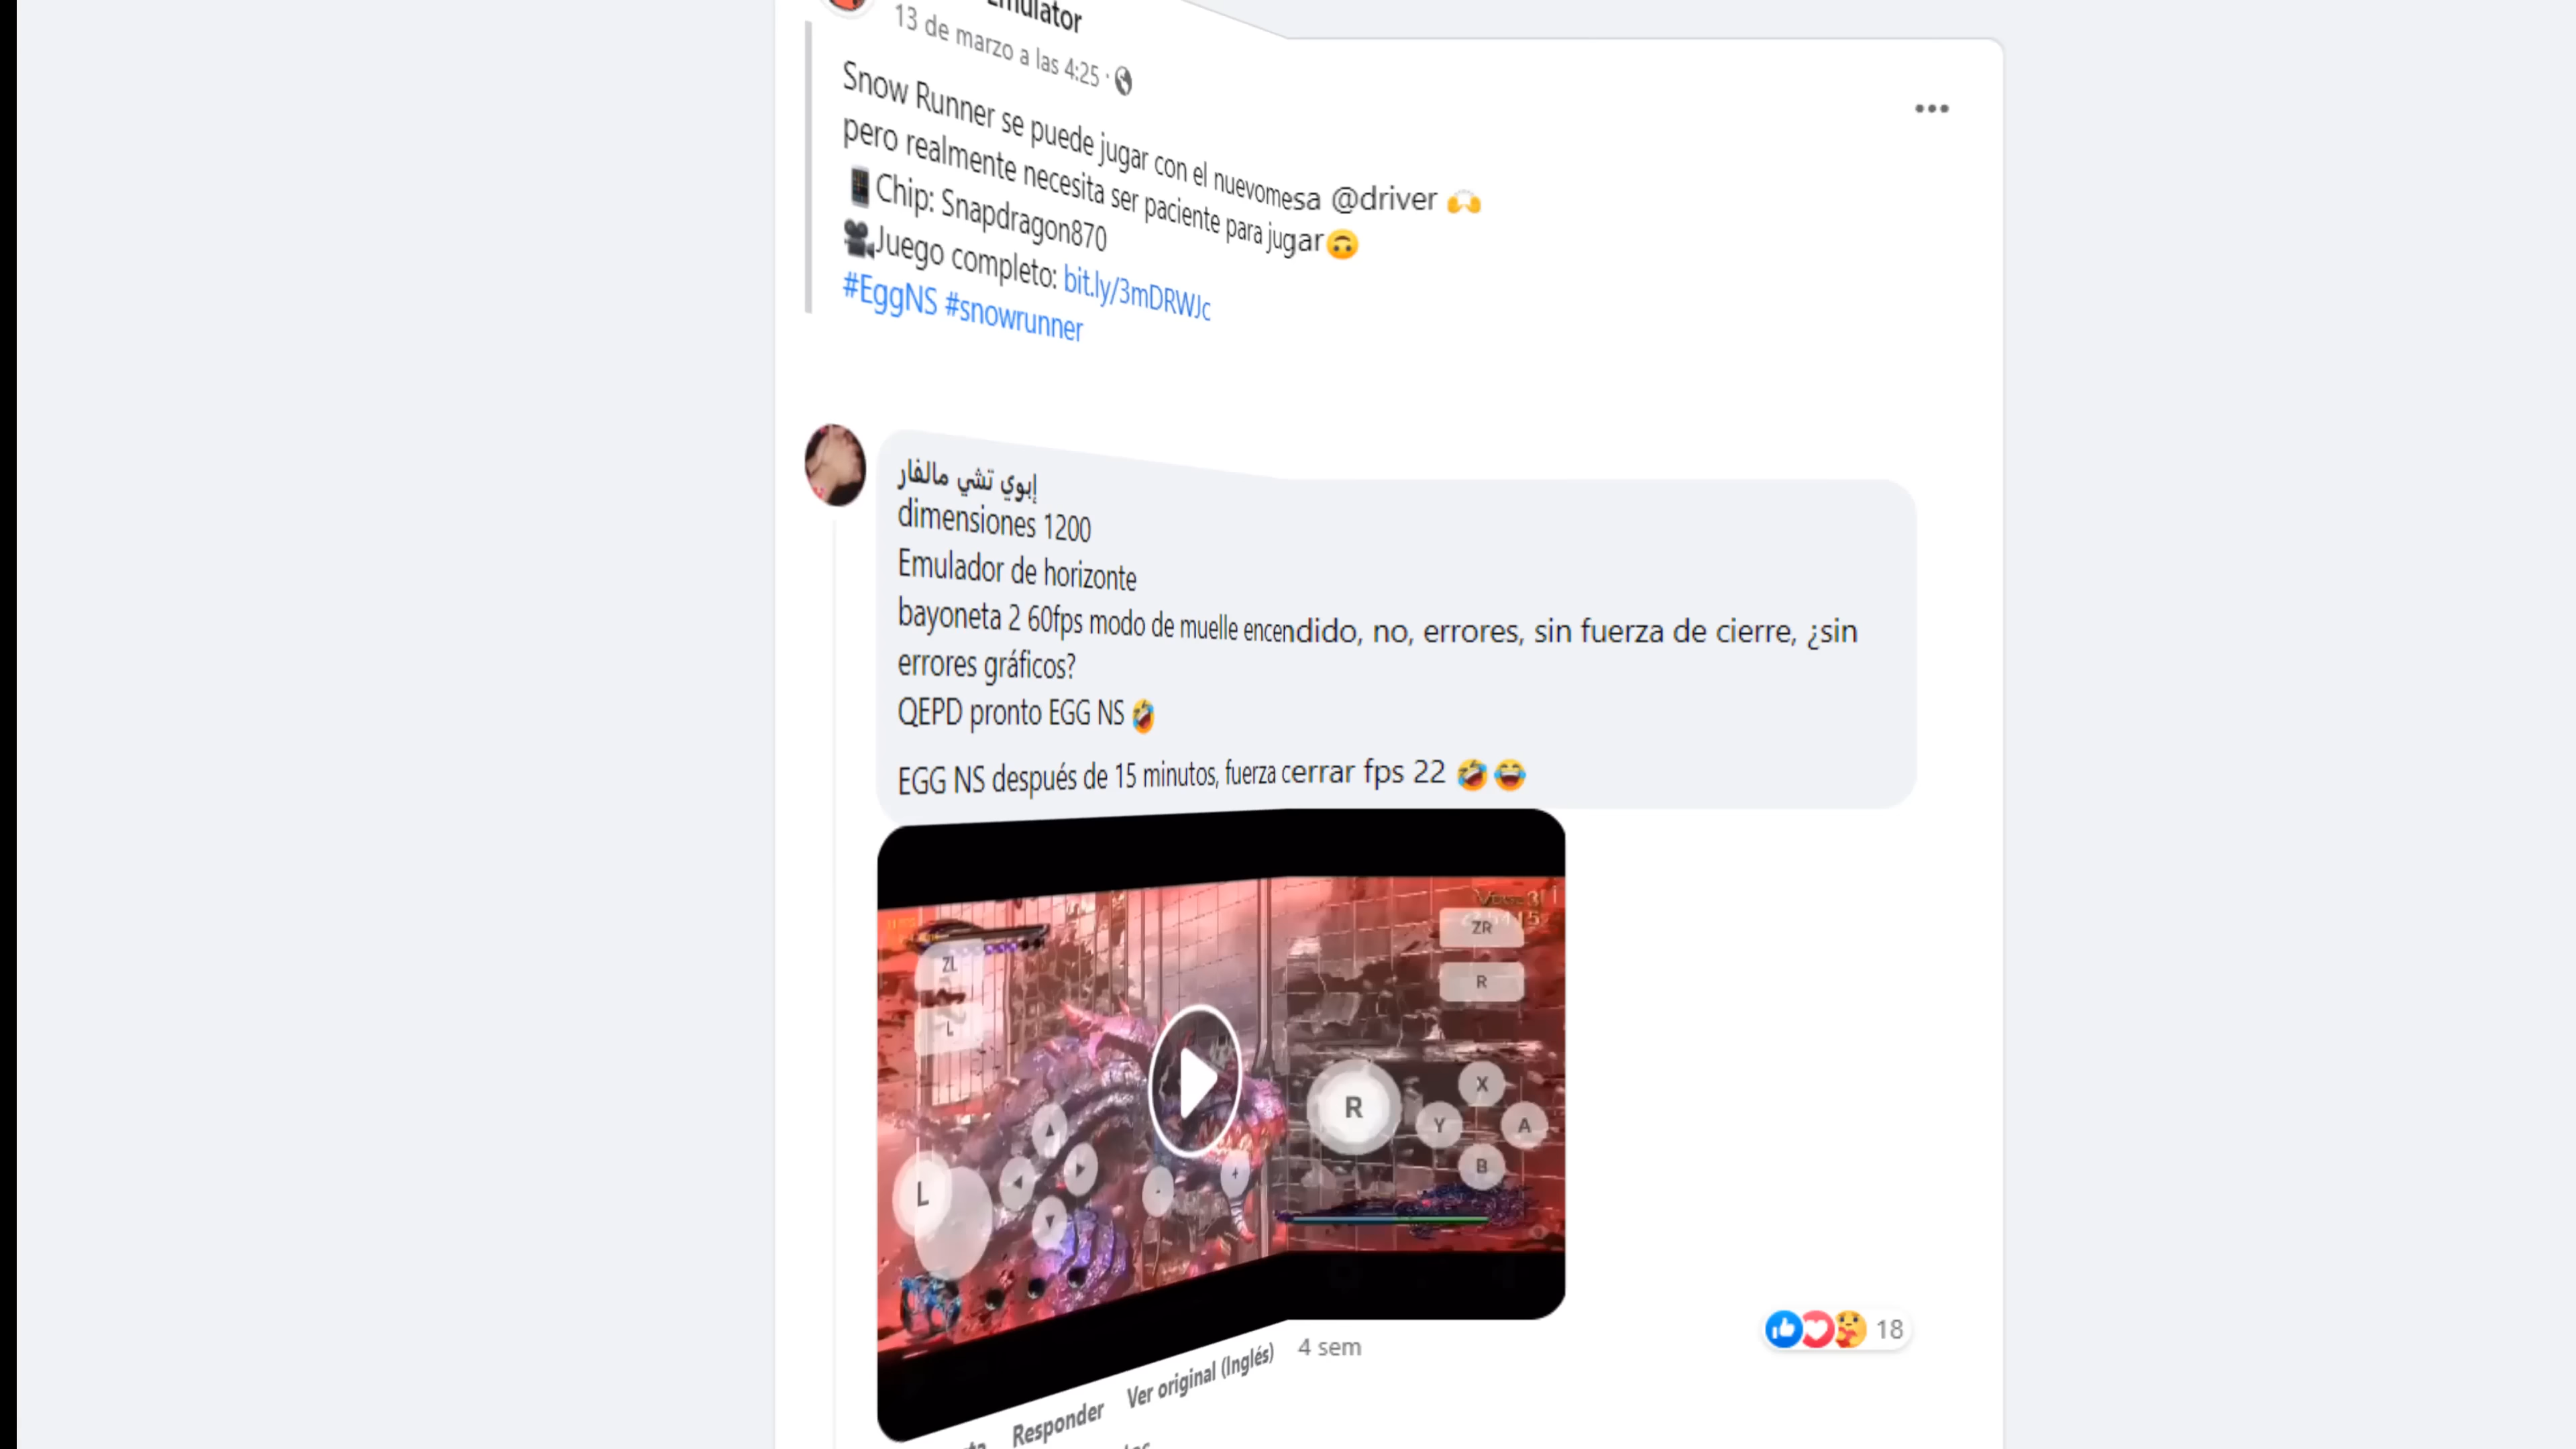 Emulator
13 de marzo a las 4:25 ·
Snow Runner se puede jugar con el nuevomesa @driver 🙌
pero realmente necesita ser paciente para jugar🙃
📱Chip: Snapdragon870
🎥Juego completo: bit.ly/3mDRWJc
#EggNS #snowrunner
إبوي تشي مالفار
dimensiones 1200
Emulador de horizonte
bayoneta 2 60fps modo de muelle encendido, no, errores, sin fuerza de cierre, ¿sin
errores gráficos?
QEPD pronto EGG NS 🤣
EGG NS después de 15 minutos, fuerza cerrar fps 22 🤣😂
ZL
ZR
L
R
R
X
Y
A
B
L
-
+
18
Responder Ver original (Inglés) 4 sem